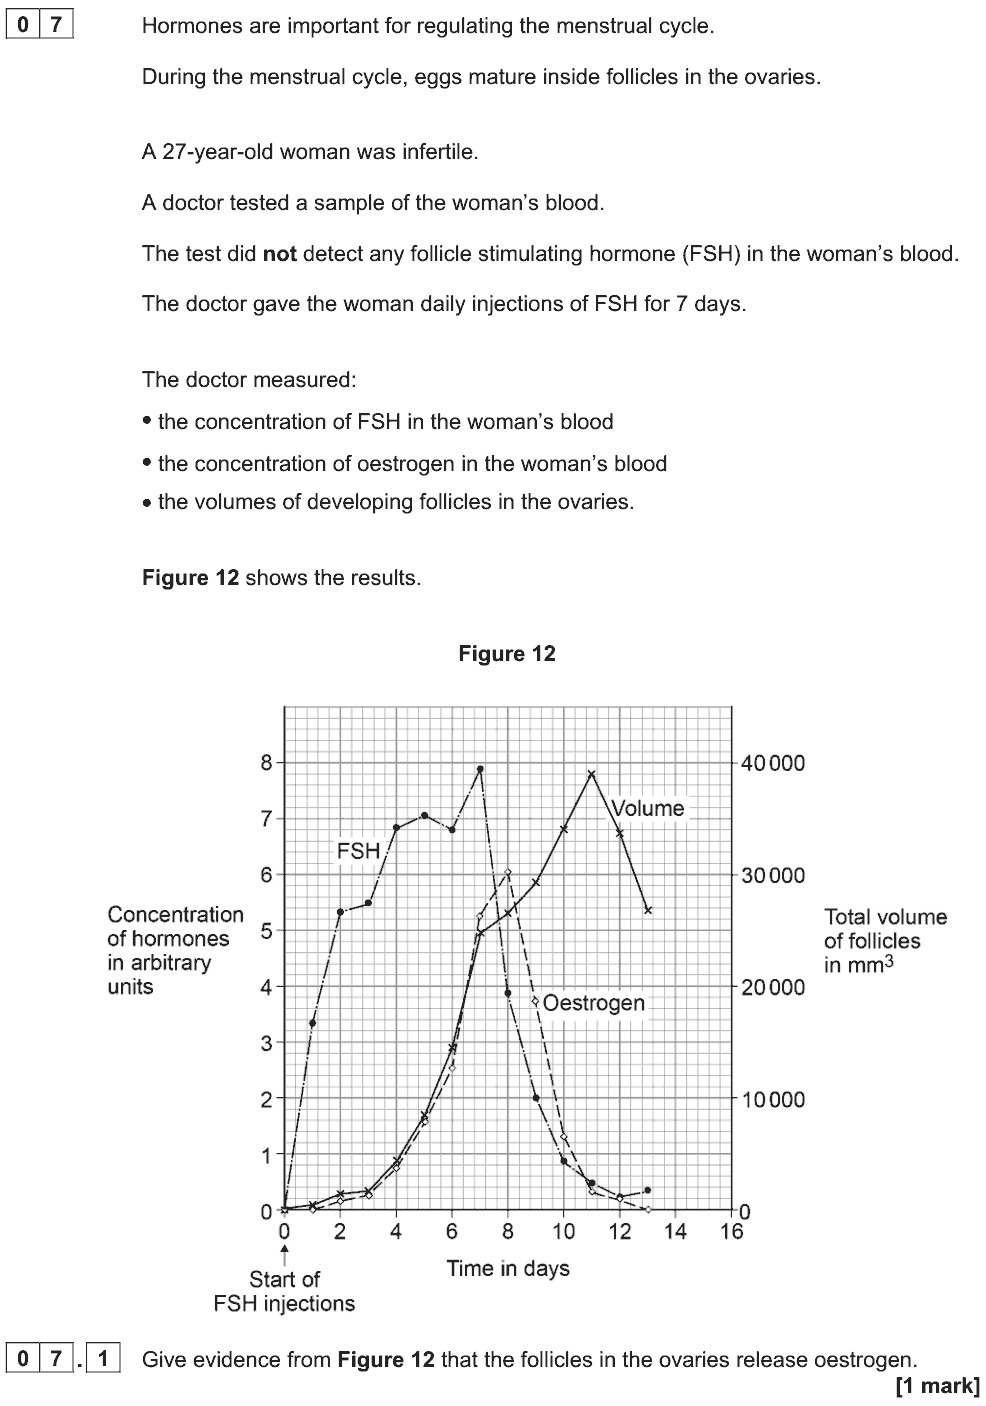 0 7 Hormones are important for regulating the menstrual cycle.
During the menstrual cycle, eggs mature inside follicles in the ovaries.
A 27-year-old woman was infertile.
A doctor tested a sample of the woman's blood.
The test did not detect any follicle stimulating hormone (FSH) in the woman's blood.
The doctor gave the woman daily injections of FSH for 7 days.
The doctor measured:
• the concentration of FSH in the woman's blood
• the concentration of oestrogen in the woman's blood
• the volumes of developing follicles in the ovaries.
Figure 12 shows the results.
Figure 12
8
7
6
5
4
3
2
1
0
Concentration
of hormones
in arbitrary
units
FSH
Volume
Oestrogen
40 000
30 000
20 000
10 000
0
Total volume
of follicles
in mm3
0 2 4 6 8 10 12 14 16
Time in days
Start of
FSH injections
0 7 . 1 Give evidence from Figure 12 that the follicles in the ovaries release oestrogen.
[1 mark]